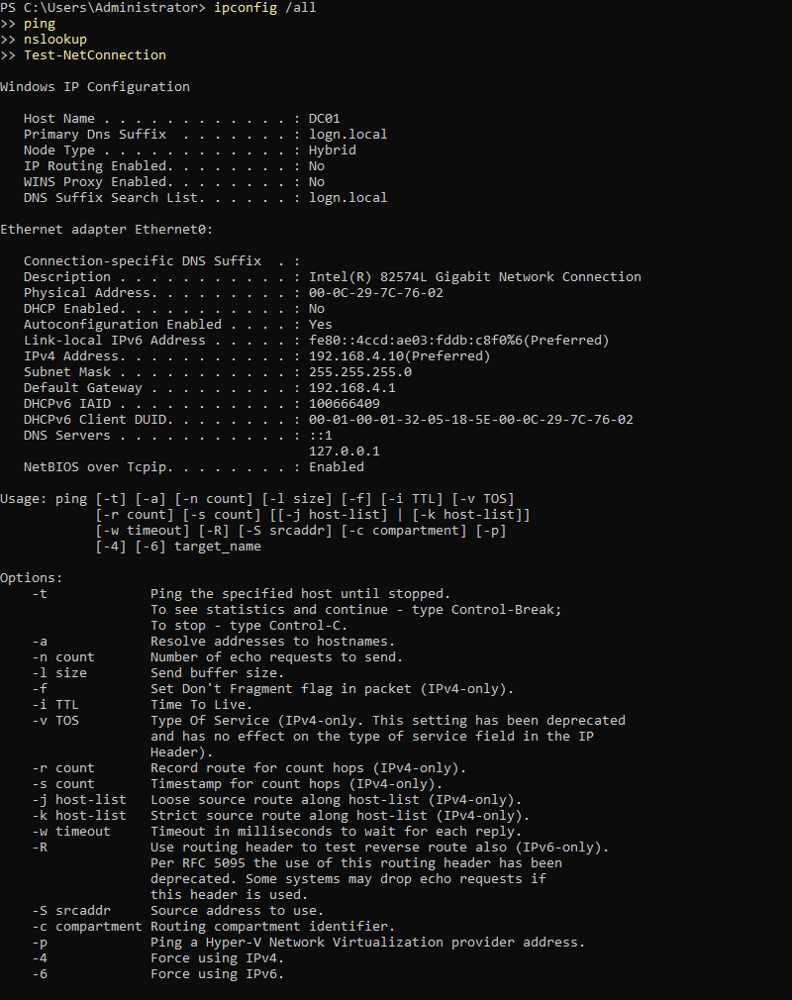 PS C:\Users\Administrator> ipconfig /all
>> ping
>> nslookup
>> Test-NetConnection
Windows IP Configuration
Host Name . . . . . . . . . . . . : DC01
Primary Dns Suffix  . . . . . . . : logn.local
Node Type . . . . . . . . . . . . : Hybrid
IP Routing Enabled. . . . . . . . : No
WINS Proxy Enabled. . . . . . . . : No
DNS Suffix Search List. . . . . . : logn.local
Ethernet adapter Ethernet0:
Connection-specific DNS Suffix  . :
Description . . . . . . . . . . . : Intel(R) 82574L Gigabit Network Connection
Physical Address. . . . . . . . . : 00-0C-29-7C-76-02
DHCP Enabled. . . . . . . . . . . : No
Autoconfiguration Enabled . . . . : Yes
Link-local IPv6 Address . . . . . : fe80::4ccd:ae03:fddb:c8f0%6(Preferred)
IPv4 Address. . . . . . . . . . . : 192.168.4.10(Preferred)
Subnet Mask . . . . . . . . . . . : 255.255.255.0
Default Gateway . . . . . . . . . : 192.168.4.1
DHCPv6 IAID . . . . . . . . . . . : 100666409
DHCPv6 Client DUID. . . . . . . . : 00-01-00-01-32-05-18-5E-00-0C-29-7C-76-02
DNS Servers . . . . . . . . . . . : ::1
127.0.0.1
NetBIOS over Tcpip. . . . . . . . : Enabled
Usage: ping [-t] [-a] [-n count] [-l size] [-f] [-i TTL] [-v TOS]
[-r count] [-s count] [[-j host-list] | [-k host-list]]
[-w timeout] [-R] [-S srcaddr] [-c compartment] [-p]
[-4] [-6] target_name
Options:
-t             Ping the specified host until stopped.
To see statistics and continue - type Control-Break;
To stop - type Control-C.
-a             Resolve addresses to hostnames.
-n count       Number of echo requests to send.
-l size        Send buffer size.
-f             Set Don't Fragment flag in packet (IPv4-only).
-i TTL         Time To Live.
-v TOS         Type Of Service (IPv4-only. This setting has been deprecated
and has no effect on the type of service field in the IP
Header).
-r count       Record route for count hops (IPv4-only).
-s count       Timestamp for count hops (IPv4-only).
-j host-list   Loose source route along host-list (IPv4-only).
-k host-list   Strict source route along host-list (IPv4-only).
-w timeout     Timeout in milliseconds to wait for each reply.
-R             Use routing header to test reverse route also (IPv6-only).
Per RFC 5095 the use of this routing header has been
deprecated. Some systems may drop echo requests if
this header is used.
-S srcaddr     Source address to use.
-c compartment Routing compartment identifier.
-p             Ping a Hyper-V Network Virtualization provider address.
-4             Force using IPv4.
-6             Force using IPv6.